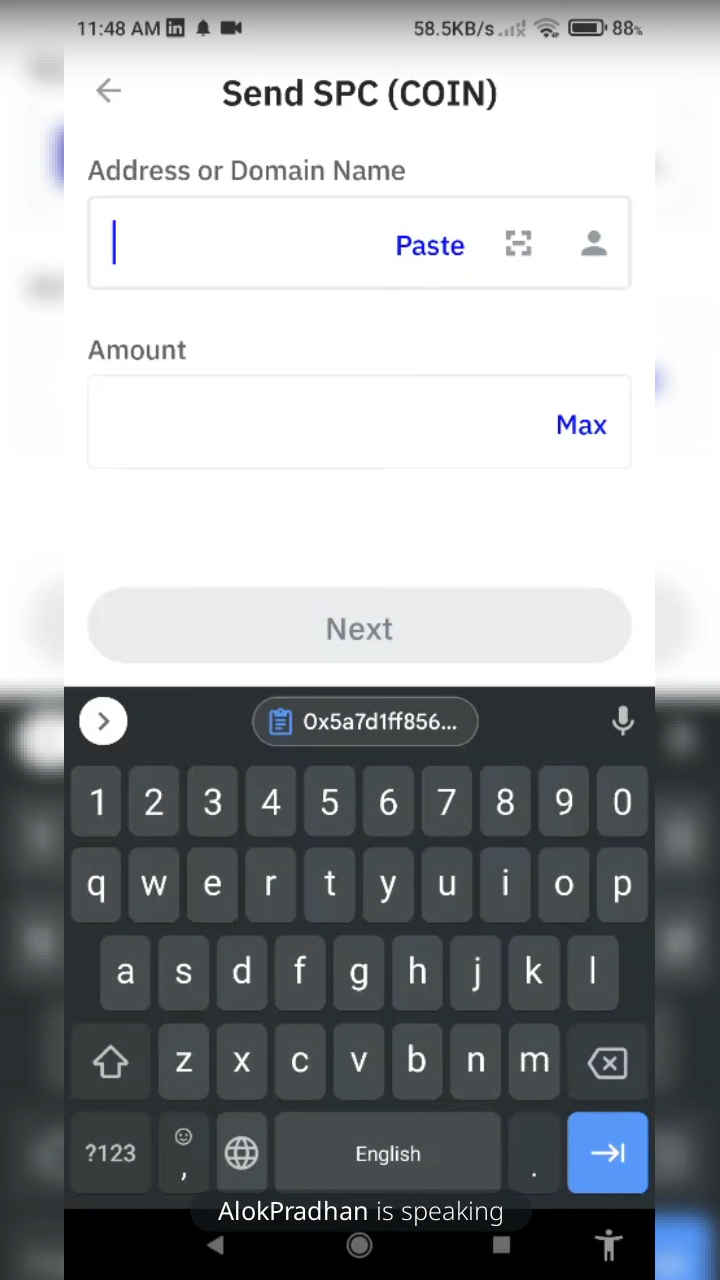 11:48 AM in 58.5KB/s 88%
Send SPC (COIN)
Address or Domain Name
Paste
Amount
Max
Next
0x5a7d1ff856...
1 2 3 4 5 6 7 8 9 0
q w e r t y u i o p
a s d f g h j k l
z x c v b n m
?123 , English .
AlokPradhan is speaking